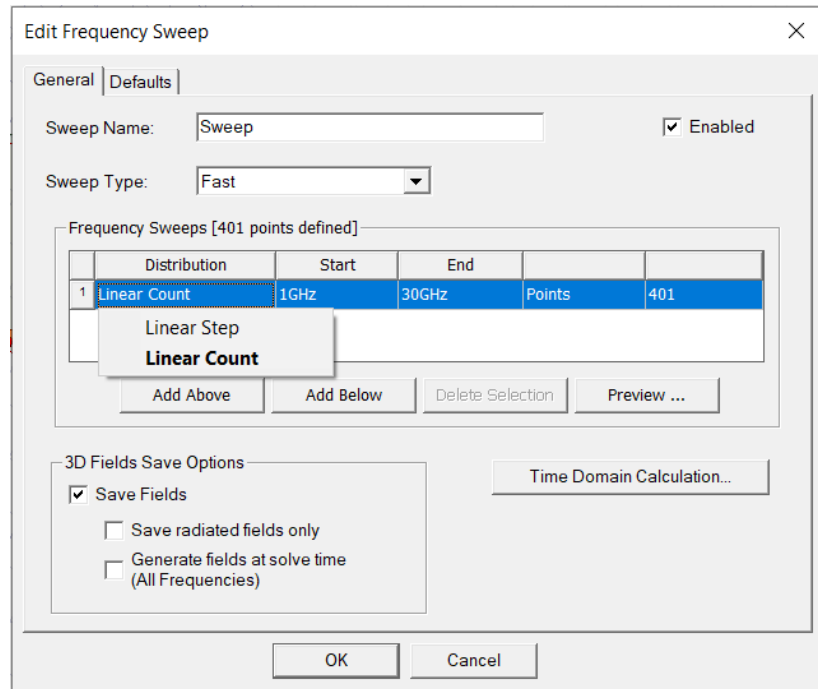 Edit Frequency Sweep
General Defaults
Sweep Name: Sweep Enabled
Sweep Type: Fast
Frequency Sweeps [401 points defined]
Distribution Start End
1 Linear Count 1GHz 30GHz Points 401
Linear Step
Linear Count
Add Above Add Below Delete Selection Preview ...
3D Fields Save Options
Time Domain Calculation...
Save Fields
Save radiated fields only
Generate fields at solve time
(All Frequencies)
OK Cancel